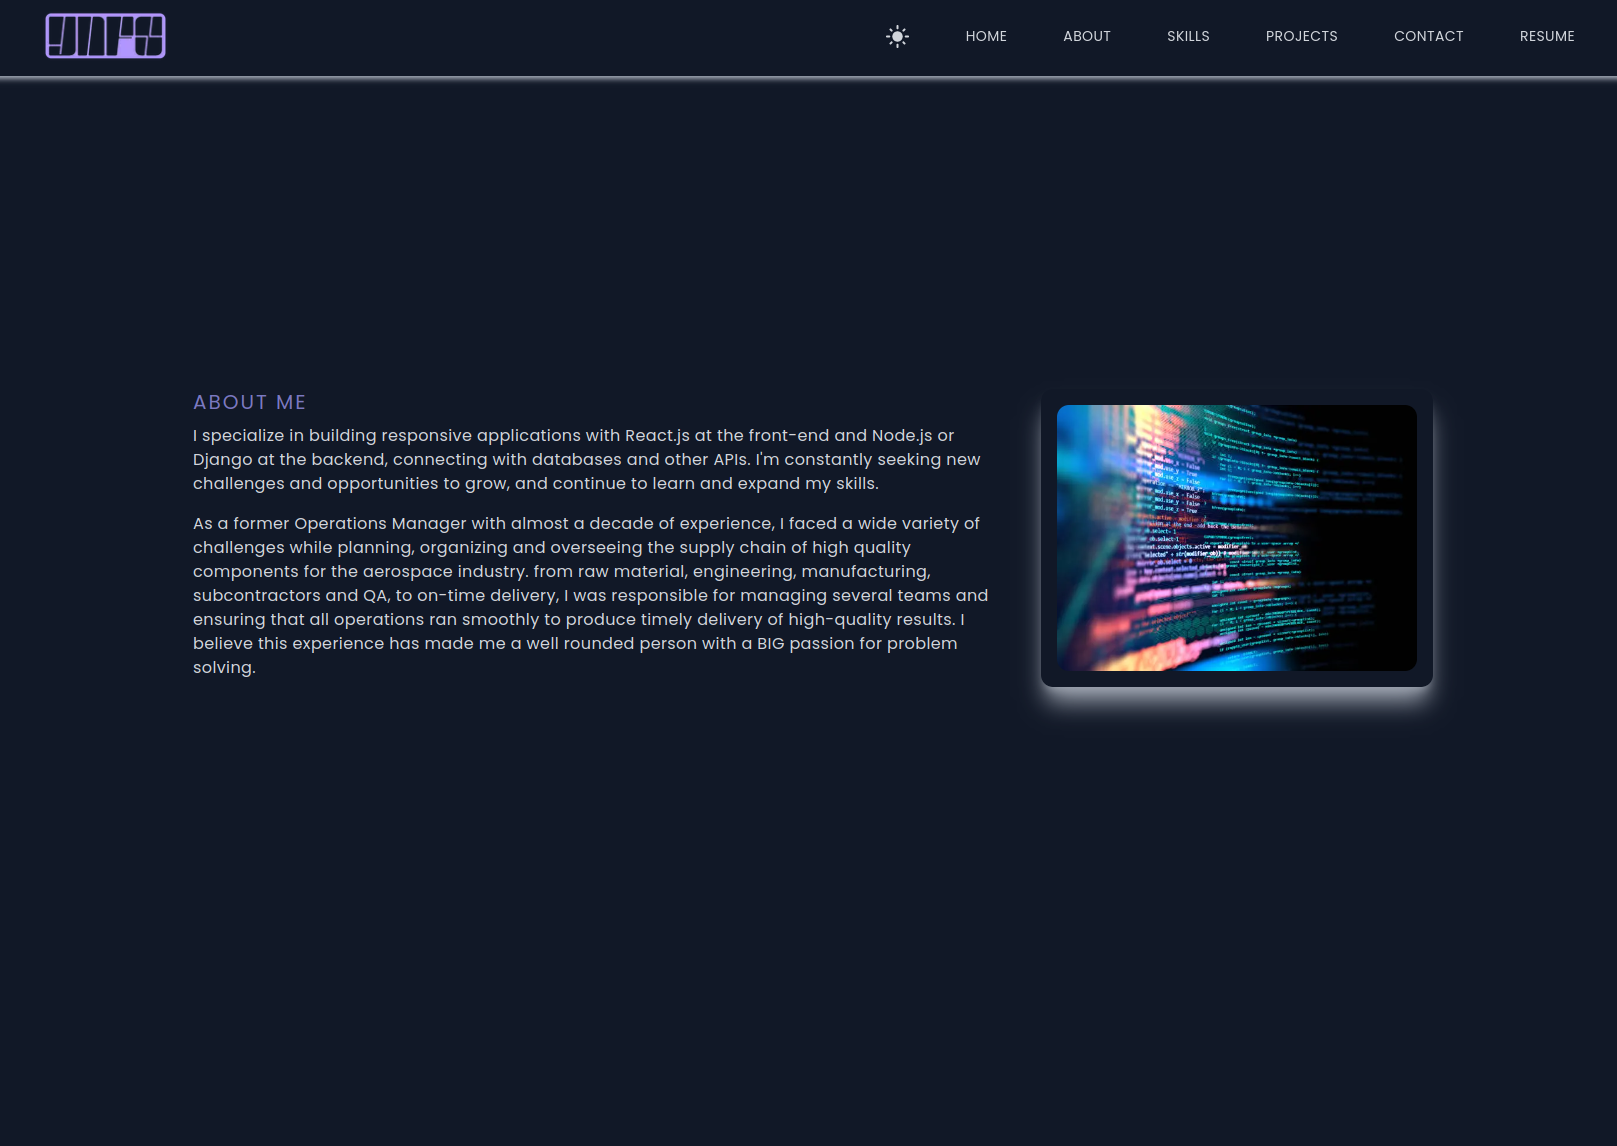 HOME ABOUT SKILLS PROJECTS CONTACT RESUME
ABOUT ME
I specialize in building responsive applications with React.js at the front-end and Node.js or
Django at the backend, connecting with databases and other APIs. I'm constantly seeking new
challenges and opportunities to grow, and continue to learn and expand my skills.
As a former Operations Manager with almost a decade of experience, I faced a wide variety of
challenges while planning, organizing and overseeing the supply chain of high quality
components for the aerospace industry. from raw material, engineering, manufacturing,
subcontractors and QA, to on-time delivery, I was responsible for managing several teams and
ensuring that all operations ran smoothly to produce timely delivery of high-quality results. I
believe this experience has made me a well rounded person with a BIG passion for problem
solving.